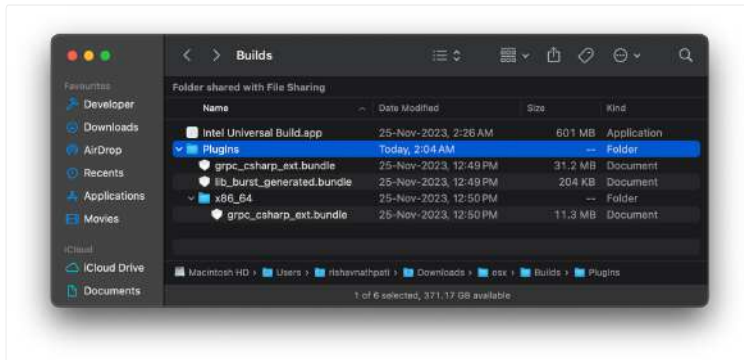 Builds
Favourites
Developer
Downloads
AirDrop
Recents
Applications
Movies
iCloud
iCloud Drive
Documents
Folder shared with File Sharing
Name Date Modified Size Kind
Intel Universal Build.app 25-Nov-2023, 2:26 AM 601 MB Application
PlugIns Today, 2:04 AM -- Folder
grpc_csharp_ext.bundle 25-Nov-2023, 12:49 PM 31.2 MB Document
lib_burst_generated.bundle 25-Nov-2023, 12:49 PM 204 KB Document
x86_64 25-Nov-2023, 12:50 PM -- Folder
grpc_csharp_ext.bundle 25-Nov-2023, 12:50 PM 11.3 MB Document
Macintosh HD › Users › rishavnathpati › Downloads › osx › Builds › PlugIns
1 of 6 selected, 371.17 GB available